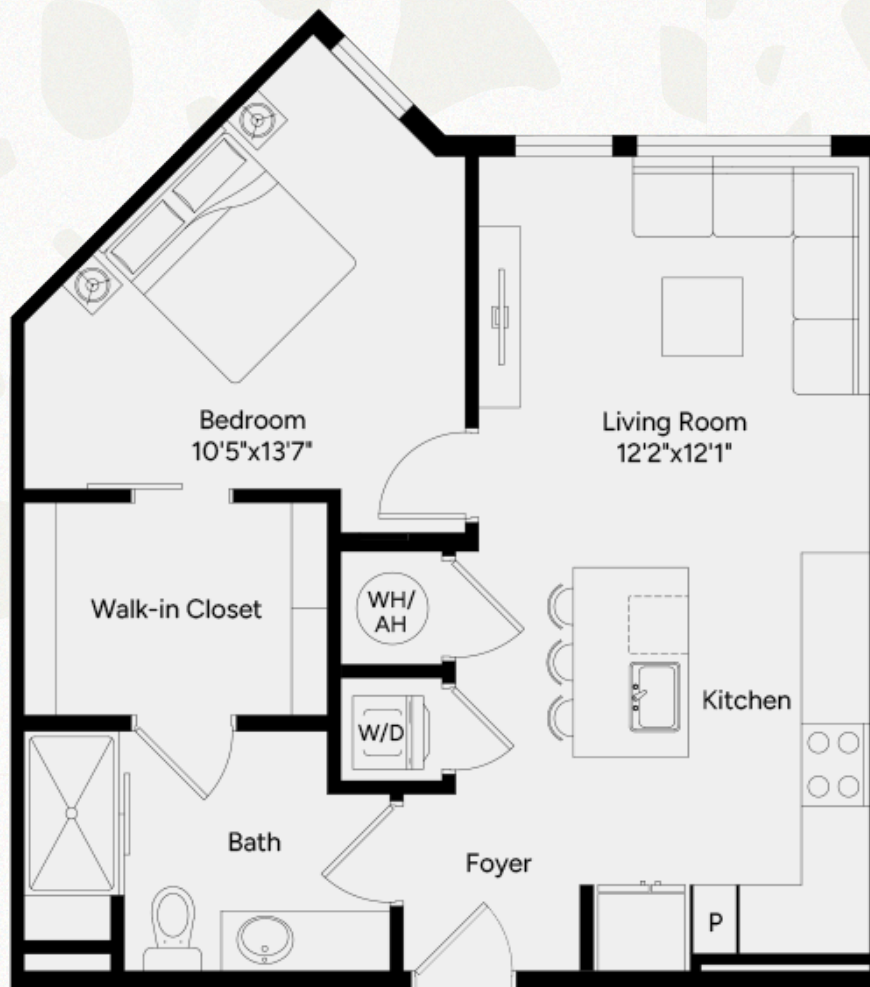 Bedroom
10'5"x13'7"
Living Room
12'2"x12'1"
Walk-in Closet
WH/
AH
W/D
Kitchen
Bath
Foyer
P